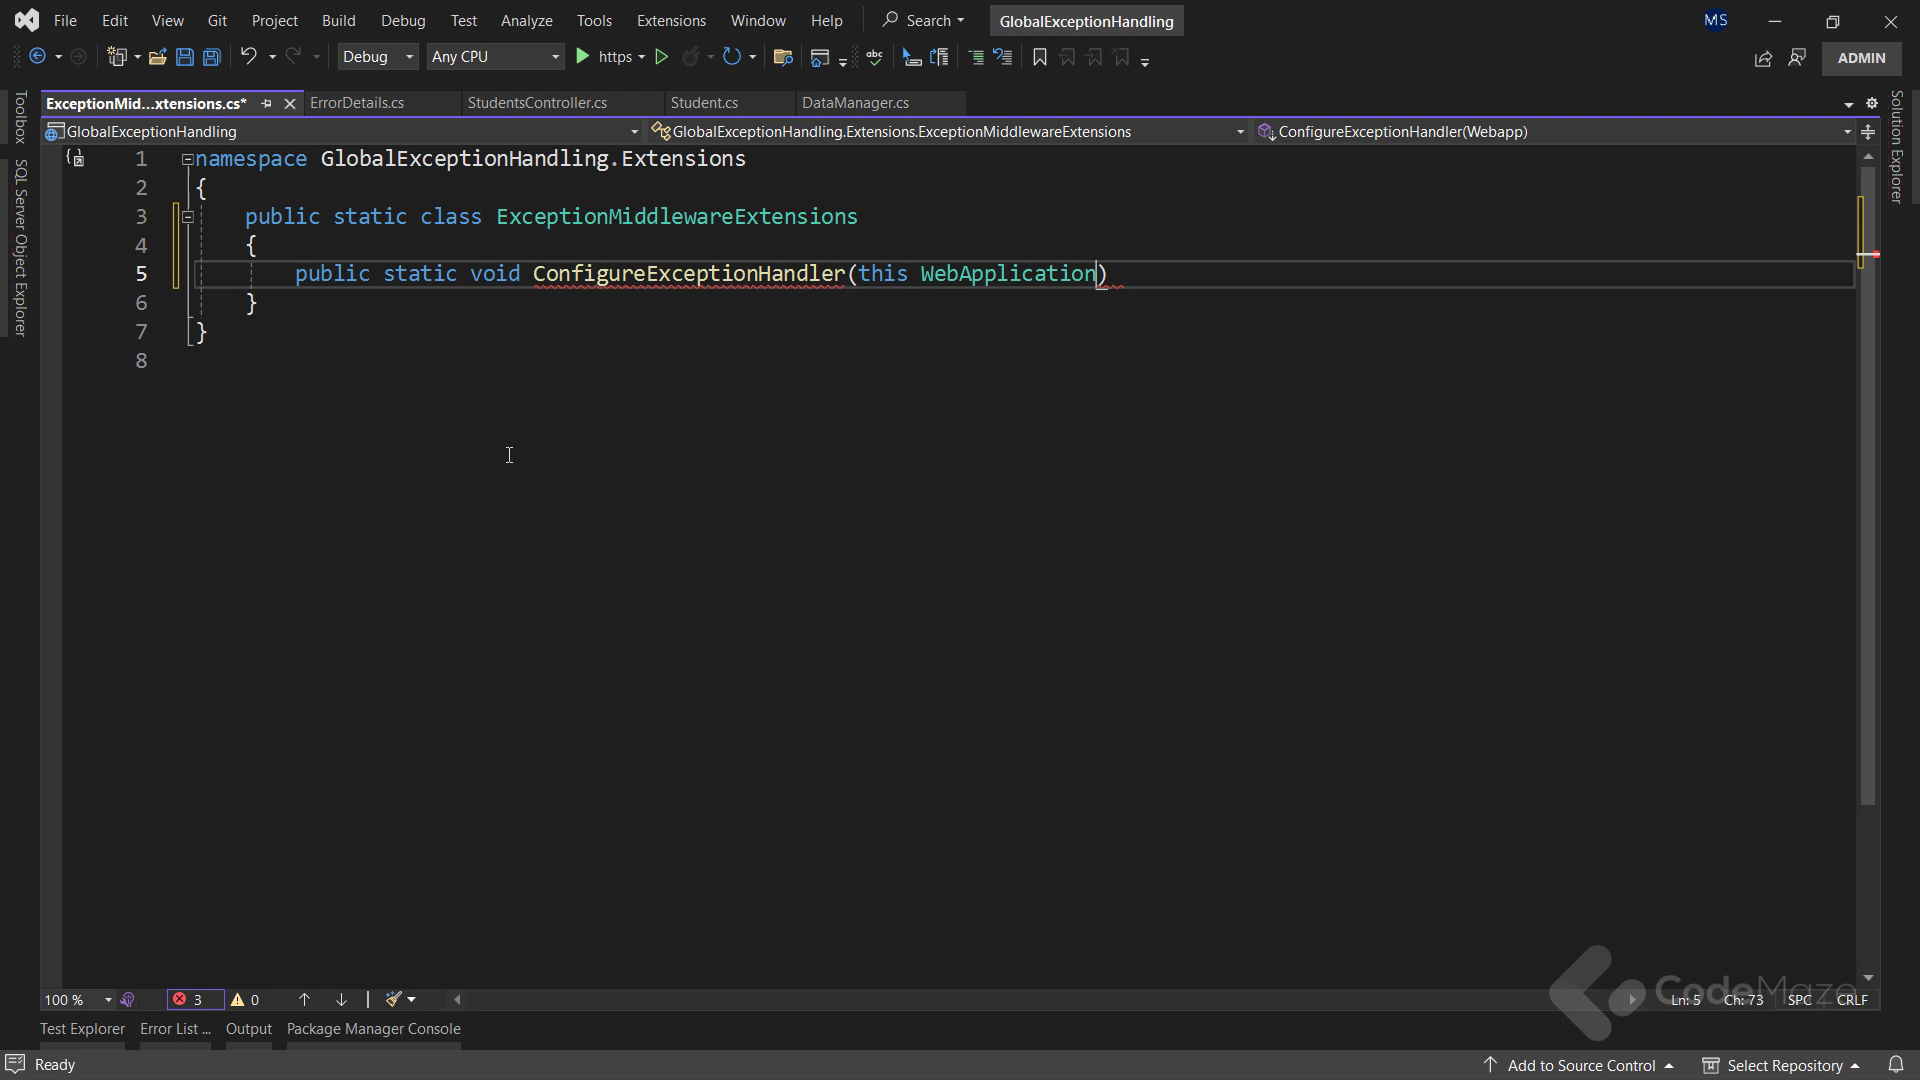 File Edit View Git Project Build Debug Test Analyze Tools Extensions Window Help Search GlobalExceptionHandling MS
Debug Any CPU https abc ADMIN
ExceptionMid...xtensions.cs* ErrorDetails.cs StudentsController.cs Student.cs DataManager.cs
GlobalExceptionHandling GlobalExceptionHandling.Extensions.ExceptionMiddlewareExtensions ConfigureExceptionHandler(Webapp)
Toolbox
SQL Server Object Explorer
Solution Explorer
1 namespace GlobalExceptionHandling.Extensions
2 {
3 public static class ExceptionMiddlewareExtensions
4 {
5 public static void ConfigureExceptionHandler(this WebApplication)
6 }
7 }
8
100 % 3 0 Ln: 5 Ch: 73 SPC CRLF
CodeMaze
Test Explorer Error List ... Output Package Manager Console
Ready Add to Source Control Select Repository